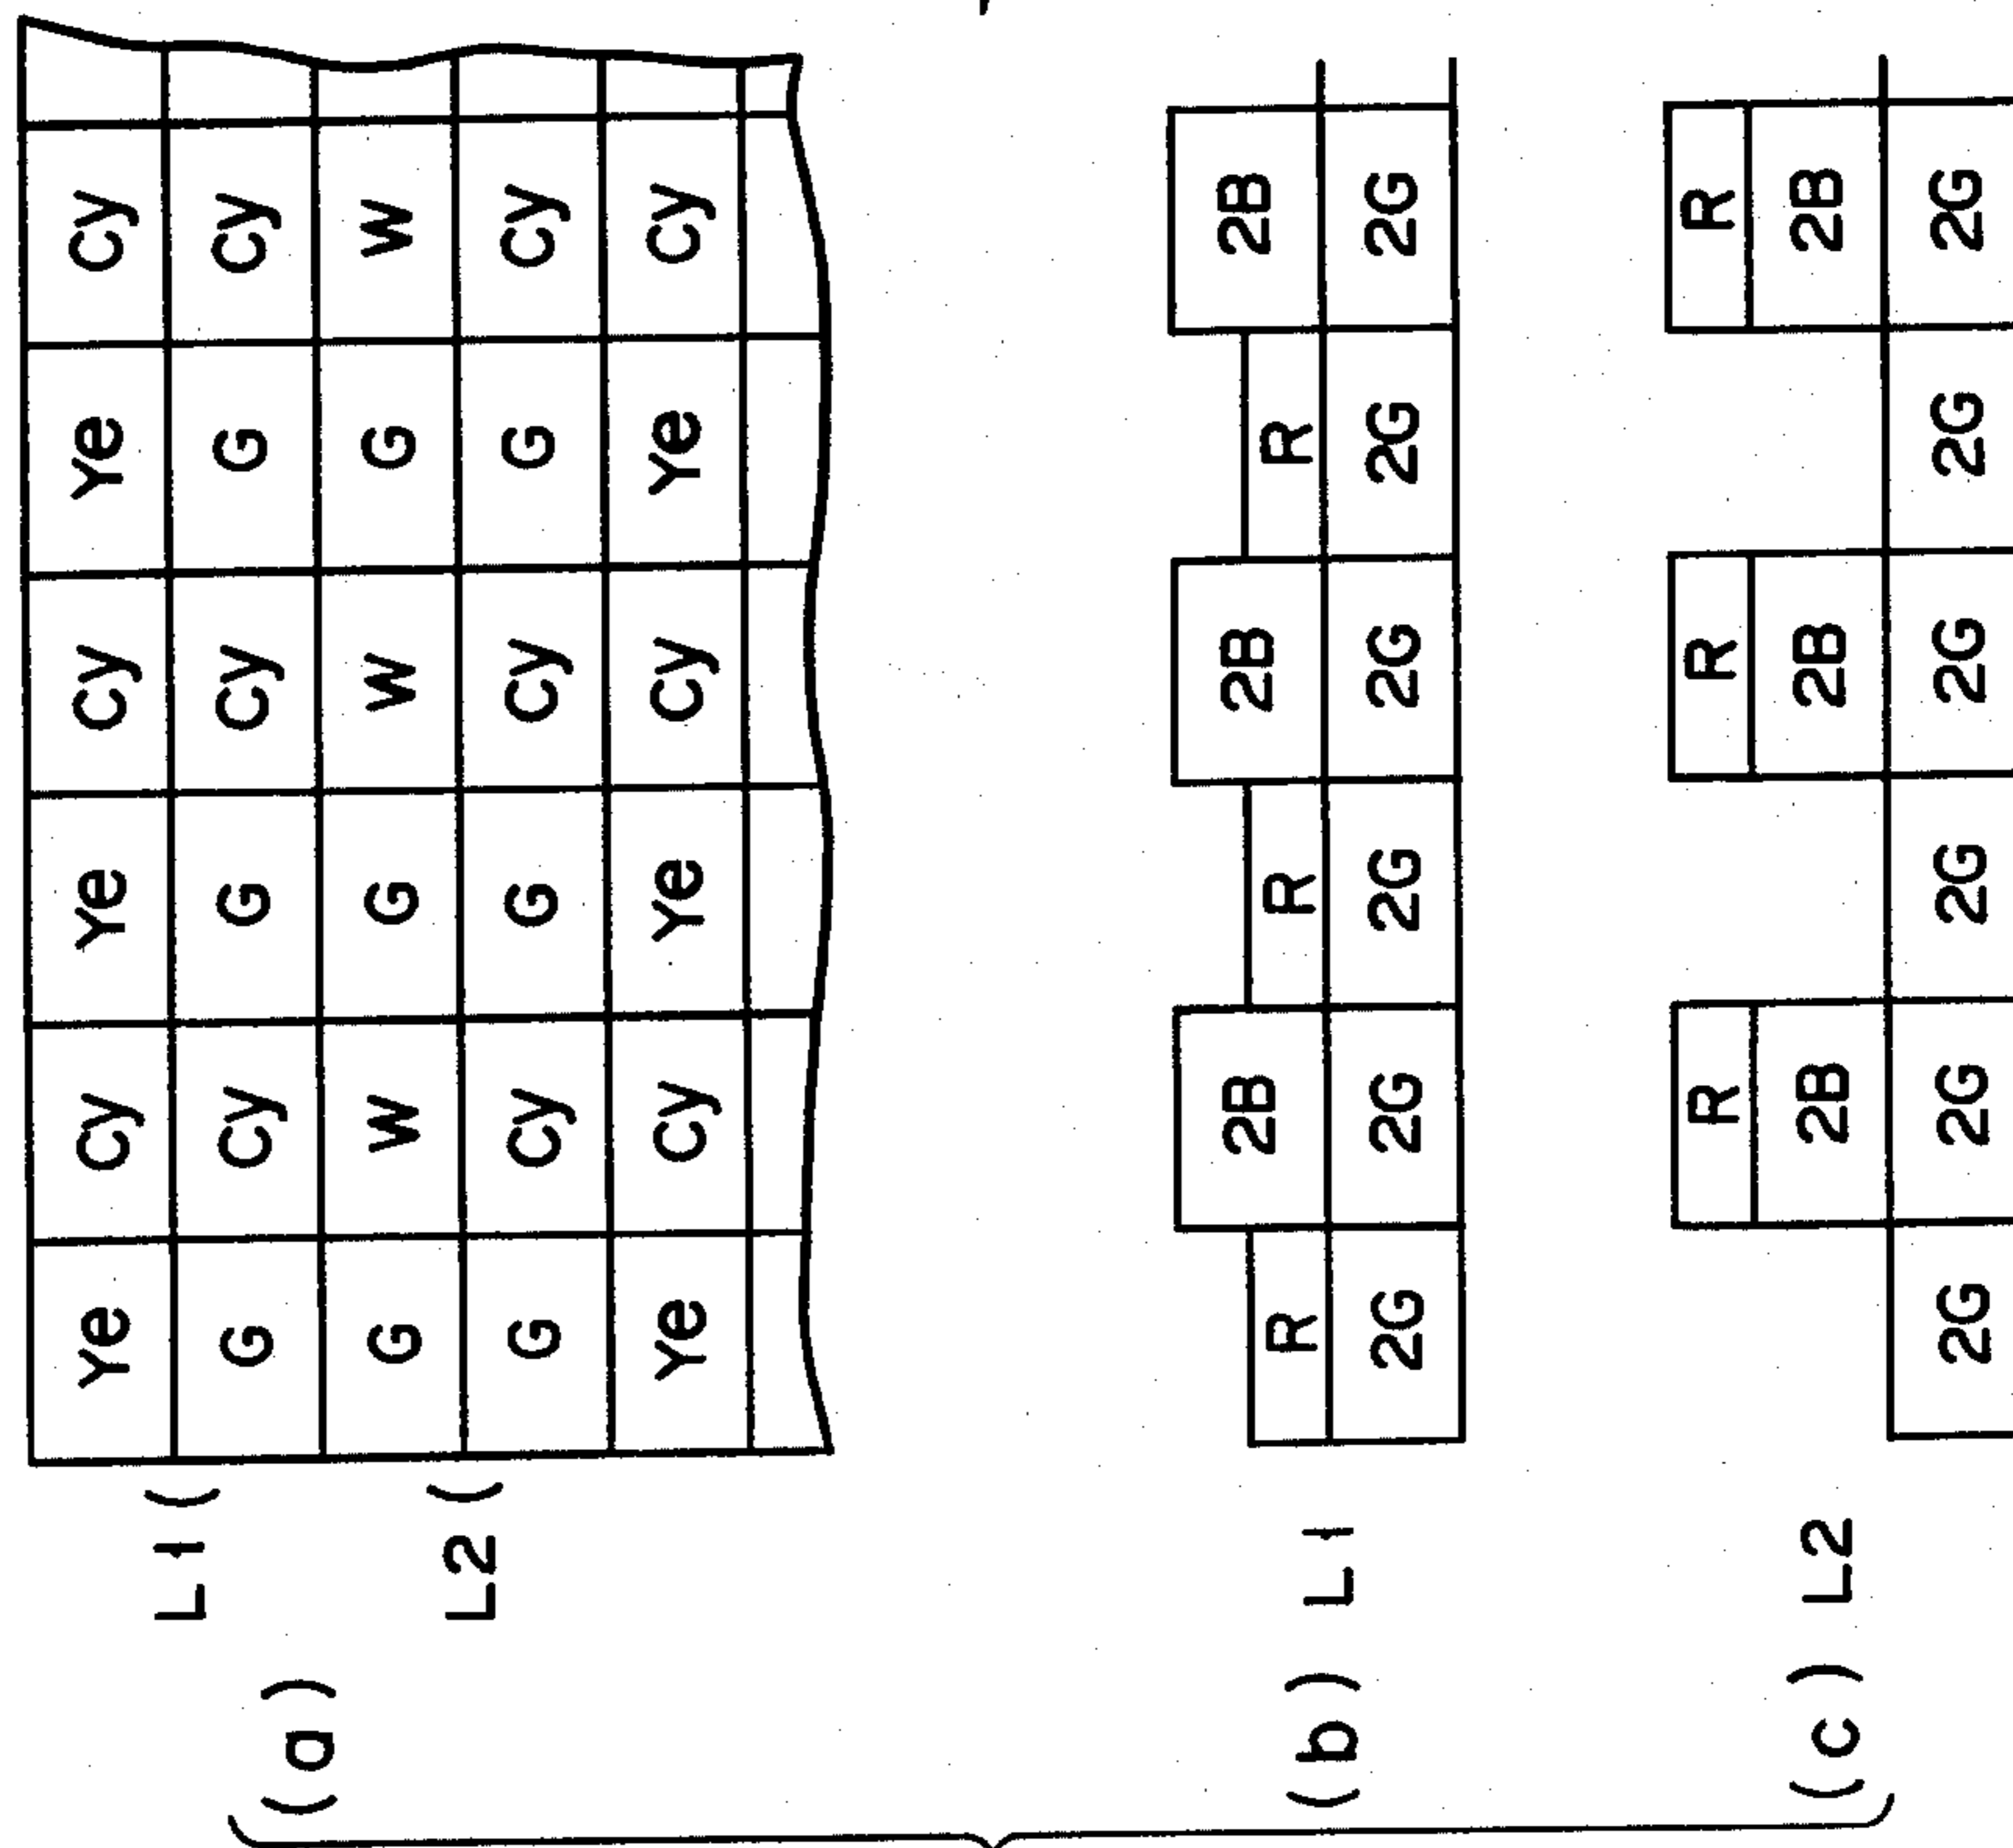 Ye Cy Ye Cy Ye Cy
L1 (
G Cy G Cy G Cy
(a)
G W G W G W
L2 (
G Cy G Cy G Cy
Ye Cy Ye Cy Ye Cy
(b) L1
R 2B R 2B R 2B
2G 2G 2G 2G 2G 2G
(c) L2
R R R
2B 2B 2B
2G 2G 2G 2G 2G 2G